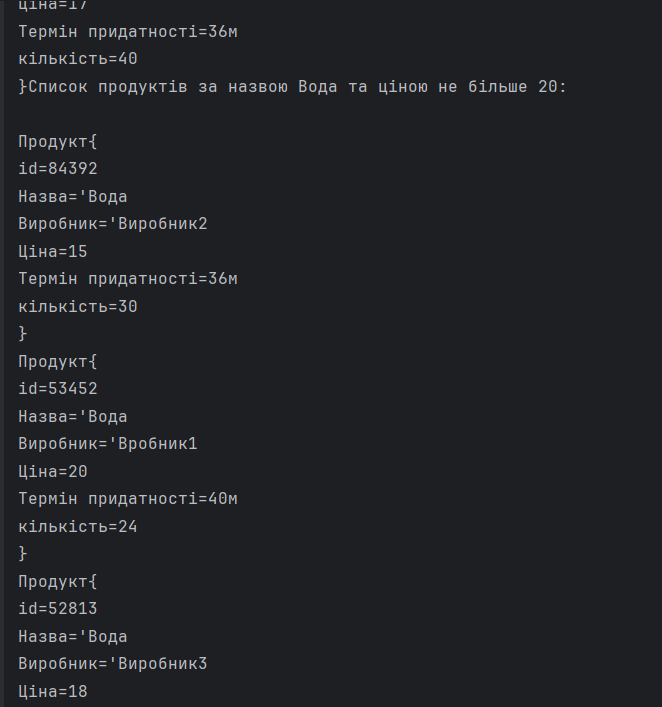 ціна=17
Термін придатності=36м
кількість=40
}Список продуктів за назвою Вода та ціною не більше 20:
Продукт{
id=84392
Назва='Вода
Виробник='Виробник2
Ціна=15
Термін придатності=36м
кількість=30
}
Продукт{
id=53452
Назва='Вода
Виробник='Вробник1
Ціна=20
Термін придатності=40м
кількість=24
}
Продукт{
id=52813
Назва='Вода
Виробник='Виробник3
Ціна=18